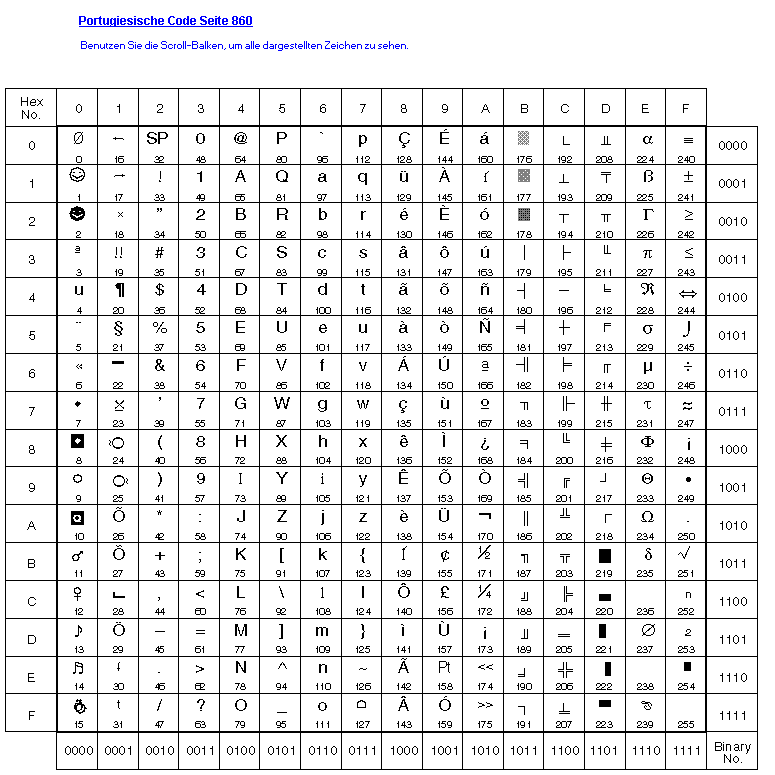 Portugiesische Code Seite 860
Benutzen Sie die Scroll-Balken, um alle dargestellten Zeichen zu sehen.
Hex No. 0 1 2 3 4 5 6 7 8 9 A B C D E F
0 Ø ← SP 0 @ P ` p Ç É á ░ └ ╨ α ≡ 0000
0 16 32 48 64 80 96 112 128 144 160 176 192 208 224 240
1 ☺ → ! 1 A Q a q ü À í ▒ ┴ ╤ ß ± 0001
1 17 33 49 65 81 97 113 129 145 161 177 193 209 225 241
2 ☻ × ” 2 B R b r é È ó ▓ ┬ ╥ Γ ≥ 0010
2 18 34 50 66 82 98 114 130 146 162 178 194 210 226 242
3 ª !! # 3 C S c s â ô ú │ ├ ╙ π ≤ 0011
3 19 35 51 67 83 99 115 131 147 163 179 195 211 227 243
4 u ¶ $ 4 D T d t ã õ ñ ┤ ─ ╘ ℜ ⇔ 0100
4 20 36 52 68 84 100 116 132 148 164 180 196 212 228 244
5 ¨ § % 5 E U e u à ò Ñ ╡ ┼ ╒ σ 0101
5 21 37 53 69 85 101 117 133 149 165 181 197 213 229 245
6 « & 6 F V f v Á Ú ª ╢ ╞ ╓ µ ÷ 0110
6 22 38 54 70 86 102 118 134 150 166 182 198 214 230 246
7 ’ 7 G W g w ç ù º ╖ ╟ ╫ τ ≈ 0111
7 23 39 55 71 87 103 119 135 151 167 183 199 215 231 247
8 ( 8 H X h x ê Ì ¿ ╕ ╚ ╪ Φ ¡ 1000
8 24 40 56 72 88 104 120 136 152 168 184 200 216 232 248
9 ) 9 I Y i y Ê Õ Ò ╣ ╔ ┘ Θ • 1001
9 25 41 57 73 89 105 121 137 153 169 185 201 217 233 249
A Õ * : J Z j z è Ü ¬ ║ ╩ ┌ Ω . 1010
10 26 42 58 74 90 106 122 138 154 170 186 202 218 234 250
B ♂ Ô + ; K [ k { Í ¢ ½ ╗ ╦ █ δ √ 1011
11 27 43 59 75 91 107 123 139 155 171 187 203 219 235 251
C ♀ , < L \ l | Ô £ ¼ ╝ ╠ ▄ n 1100
12 28 44 60 76 92 108 124 140 156 172 188 204 220 236 252
D ♪ Ö – = M ] m } ì Ù ¡ ╜ ═ ▌ Ø 2 1101
13 29 45 61 77 93 109 125 141 157 173 189 205 221 237 253
E ♬ . > N ^ n ~ Ã Pt << ╛ ╬ ▐ ■ 1110
14 30 46 62 78 94 110 126 142 158 174 190 206 222 238 254
F t / ? O _ o Â Ó >> ┐ ╧ ▀ 1111
15 31 47 63 79 95 111 127 143 159 175 191 207 223 239 255
0000 0001 0010 0011 0100 0101 0110 0111 1000 1001 1010 1011 1100 1101 1110 1111 Binary No.